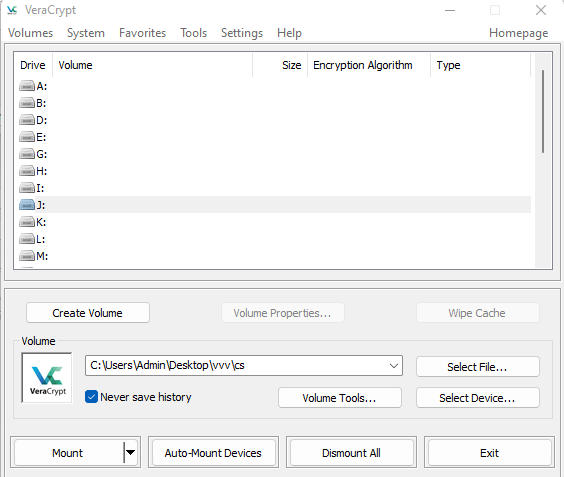 VeraCrypt
Volumes System Favorites Tools Settings Help Homepage
Drive Volume Size Encryption Algorithm Type
A:
B:
D:
E:
G:
H:
I:
J:
K:
L:
M:
Create Volume Volume Properties... Wipe Cache
Volume
VeraCrypt
C:\Users\Admin\Desktop\vvv\cs Select File...
Never save history Volume Tools... Select Device...
Mount Auto-Mount Devices Dismount All Exit